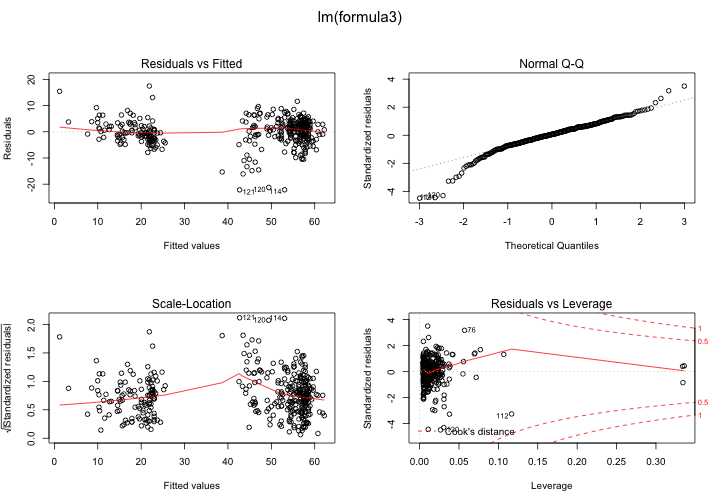 lm(formula3)
Residuals vs Fitted
Residuals
20
10
0
-20
0 10 20 30 40 50 60
121 120 114
Fitted values
Normal Q-Q
Standardized residuals
4
2
0
-2
-4
-3 -2 -1 0 1 2 3
120
Theoretical Quantiles
Scale-Location
√|Standardized residuals|
2.0
1.5
1.0
0.5
0.0
0 10 20 30 40 50 60
121 120 114
Fitted values
Residuals vs Leverage
Standardized residuals
4
2
0
-2
-4
0.00 0.05 0.10 0.15 0.20 0.25 0.30
76
112
Cook's distance
1
0.5
0.5
1
Leverage